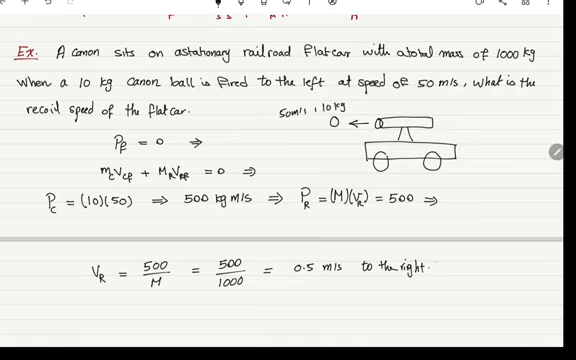 Ex. A canon sits on astationary railroad flatcar with atotal mass of 1000 kg
when a 10 kg canon ball is fired to the left at speed of 50 m/s, what is the
recoil speed of the flatcar.
50m/s, 10kg
P_f = 0 ⇒
m_c V_cf + M_R V_Rf = 0 ⇒
P_c = (10)(50) ⇒ 500 kg m/s ⇒ P_R = (M)(V_R) = 500 ⇒
V_R = 500/M = 500/1000 = 0.5 m/s to the right.